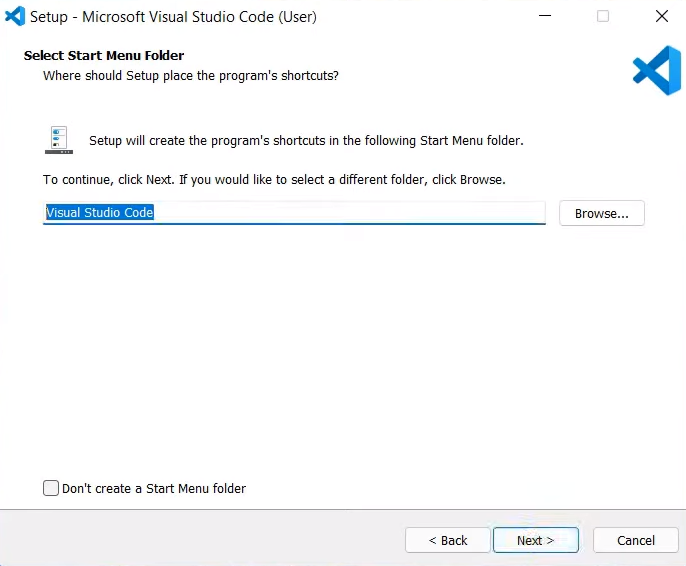 Setup - Microsoft Visual Studio Code (User)
Select Start Menu Folder
Where should Setup place the program's shortcuts?
Setup will create the program's shortcuts in the following Start Menu folder.
To continue, click Next. If you would like to select a different folder, click Browse.
Visual Studio Code
Browse...
Don't create a Start Menu folder
< Back
Next >
Cancel